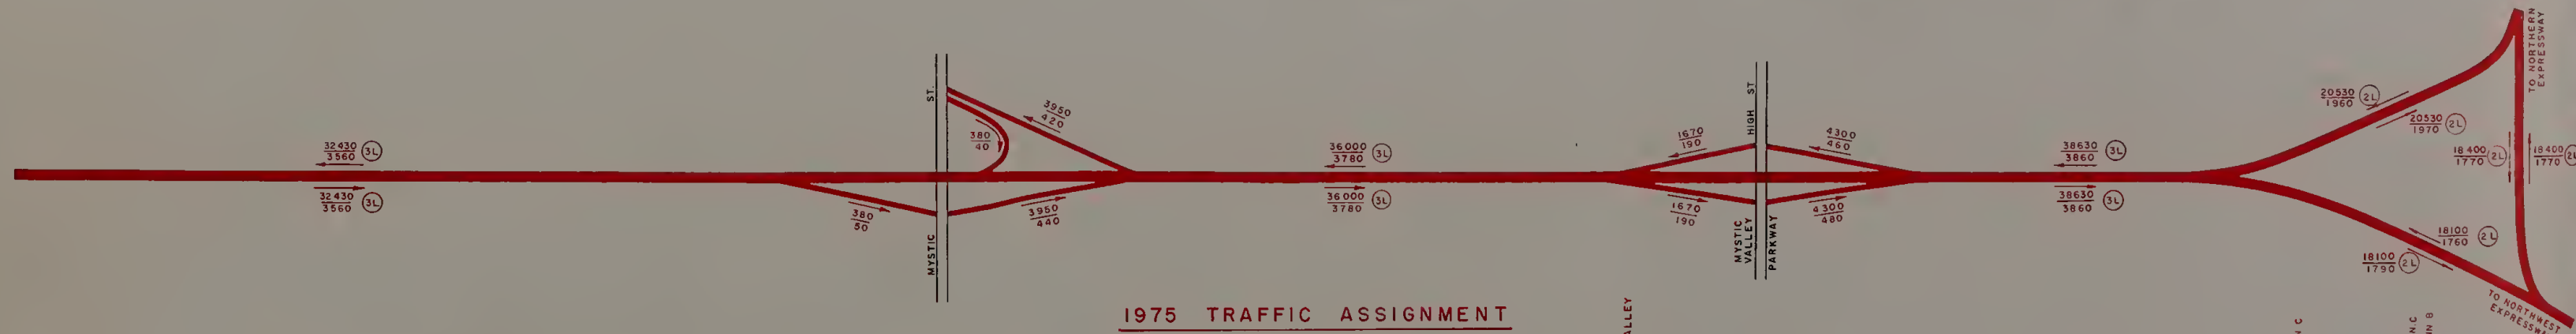 32430
3560
3L
32430
3560
3L
ST.
MYSTIC
3950
420
380
40
380
50
3950
440
36000
3780
3L
36000
3780
3L
1670
190
1670
190
HIGH ST
MYSTIC
VALLEY
PARKWAY
4300
460
4300
480
38630
3860
3L
38630
3860
3L
20530
1960
2L
20530
1970
2L
TO NORTHERN
EXPRESSWAY
18400
1770
2L
18400
1770
18100
1760
2L
18100
1790
2L
TO NORTHWEST
1975 TRAFFIC ASSIGNMENT